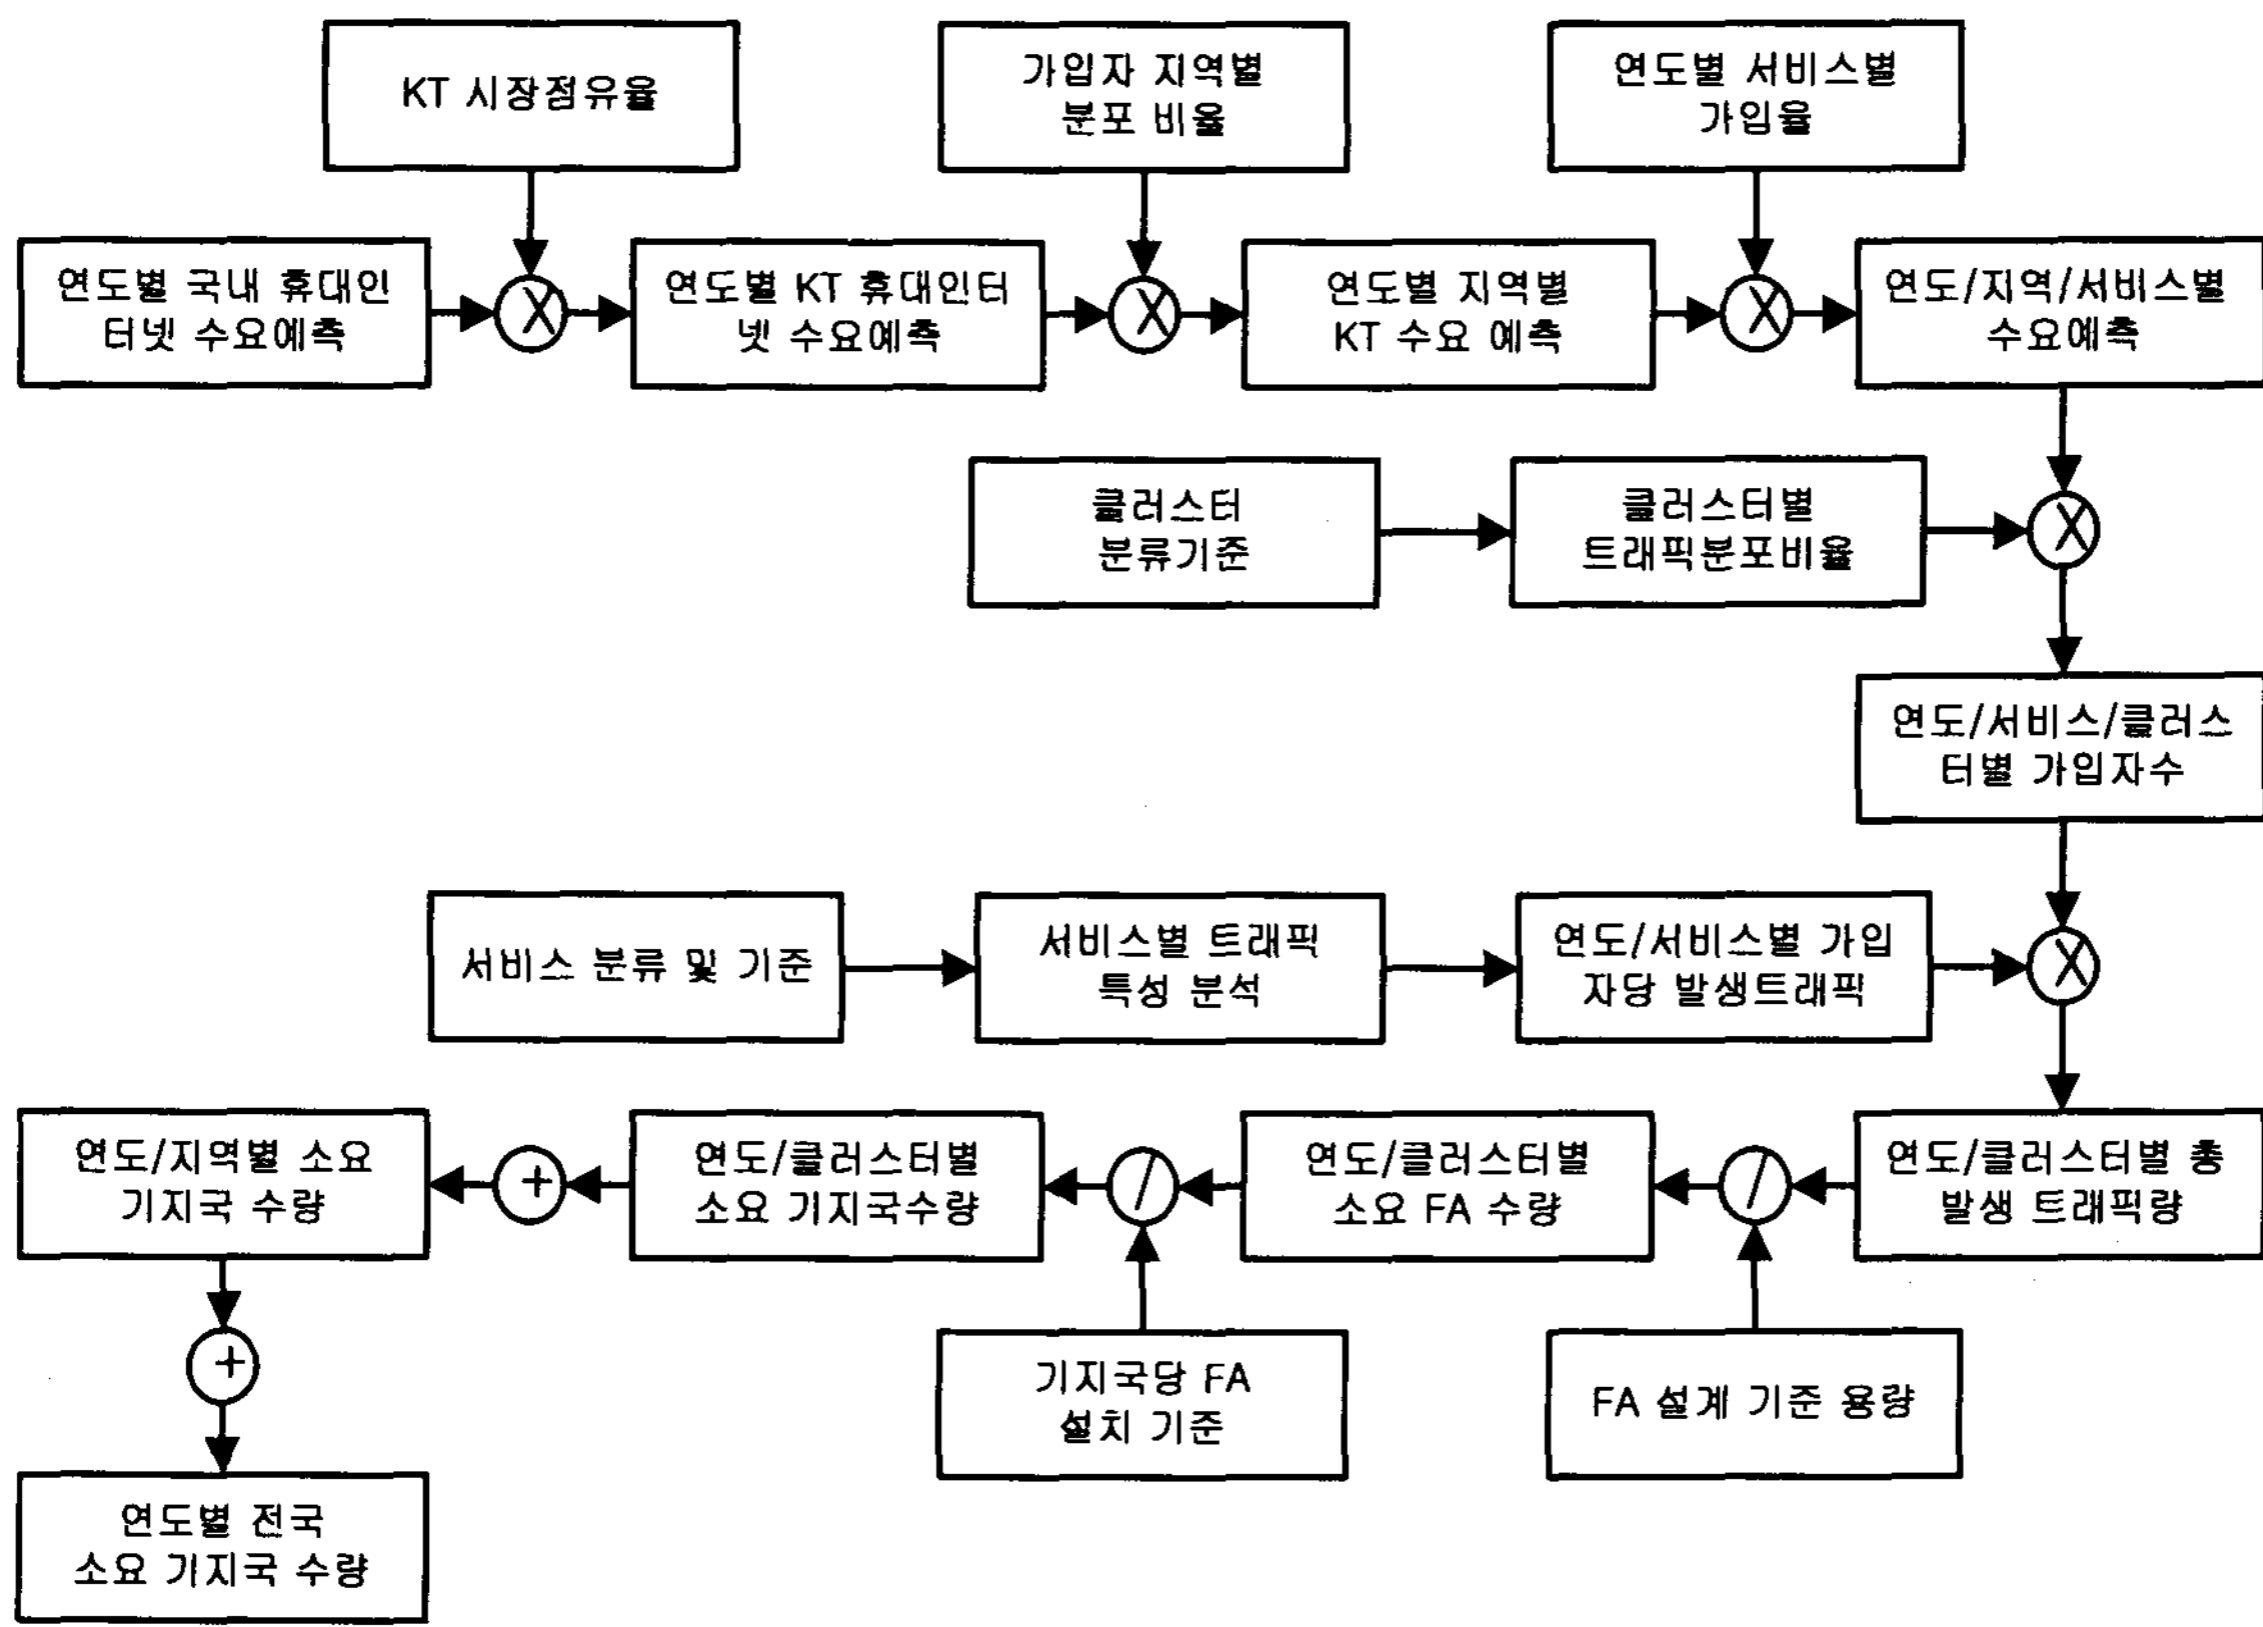 KT 시장점유율
가입자 지역별
분포 비율
연도별 서비스별
가입율
연도별 국내 휴대인
터넷 수요예측
X
연도별 KT 휴대인터
넷 수요예측
X
연도별 지역별
KT 수요 예측
X
연도/지역/서비스별
수요예측
클러스터
분류기준
클러스터별
트래픽분포비율
X
연도/서비스/클러스
터별 가입자수
서비스 분류 및 기준
서비스별 트래픽
특성 분석
연도/서비스별 가입
자당 발생트래픽
X
연도/지역별 소요
기지국 수량
+
연도/클러스터별
소요 기지국수량
/
연도/클러스터별
소요 FA 수량
/
연도/클러스터별 총
발생 트래픽량
+
기지국당 FA
설치 기준
FA 설계 기준 용량
연도별 전국
소요 기지국 수량